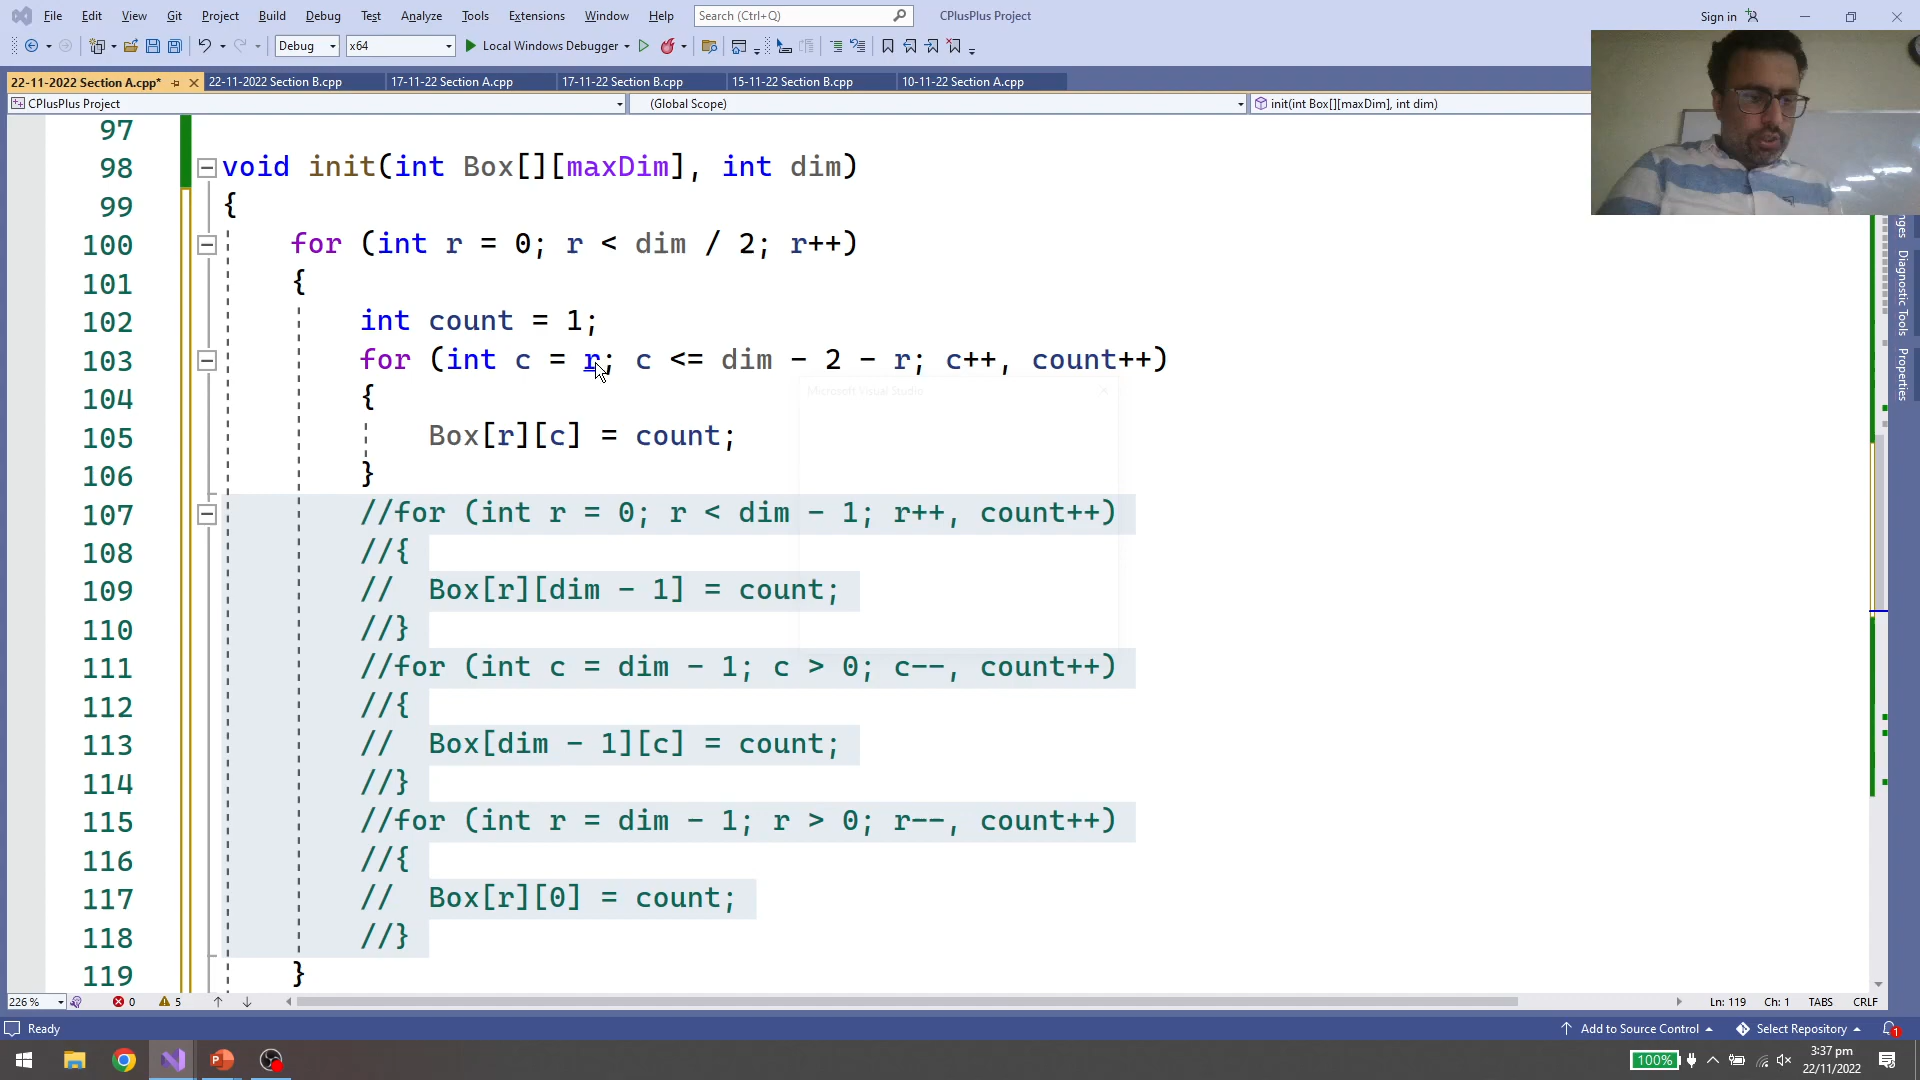 File Edit View Git Project Build Debug Test Analyze Tools Extensions Window Help Search (Ctrl+Q) CPlusPlus Project Sign in
Debug x64 Local Windows Debugger
22-11-2022 Section A.cpp* 22-11-2022 Section B.cpp 17-11-22 Section A.cpp 17-11-22 Section B.cpp 15-11-22 Section B.cpp 10-11-22 Section A.cpp
CPlusPlus Project (Global Scope) init(int Box[][maxDim], int dim)
97
98 void init(int Box[][maxDim], int dim)
99 {
100 for (int r = 0; r < dim / 2; r++)
101 {
102 int count = 1;
103 for (int c = r; c <= dim - 2 - r; c++, count++)
104 {
Microsoft Visual Studio
105 Box[r][c] = count;
106 }
107 //for (int r = 0; r < dim - 1; r++, count++)
108 //{
109 // Box[r][dim - 1] = count;
110 //}
111 //for (int c = dim - 1; c > 0; c--, count++)
112 //{
113 // Box[dim - 1][c] = count;
114 //}
115 //for (int r = dim - 1; r > 0; r--, count++)
116 //{
117 // Box[r][0] = count;
118 //}
119 }
Diagnostic Tools
Properties
226 % 0 5 Ln: 119 Ch: 1 TABS CRLF
Ready Add to Source Control Select Repository 1
100% 3:37 pm
22/11/2022